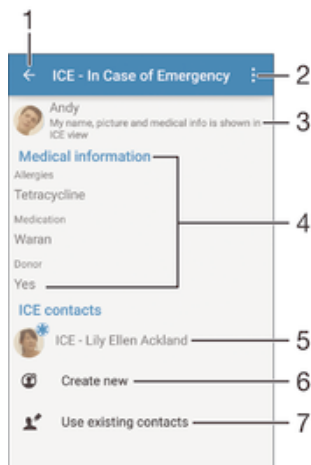 1
ICE - In Case of Emergency
2
Andy
My name, picture and medical info is shown in
ICE view
3
Medical information
Allergies
Tetracycline
Medication
Waran
4
Donor
Yes
ICE contacts
ICE - Lily Ellen Ackland
5
Create new
6
Use existing contacts
7